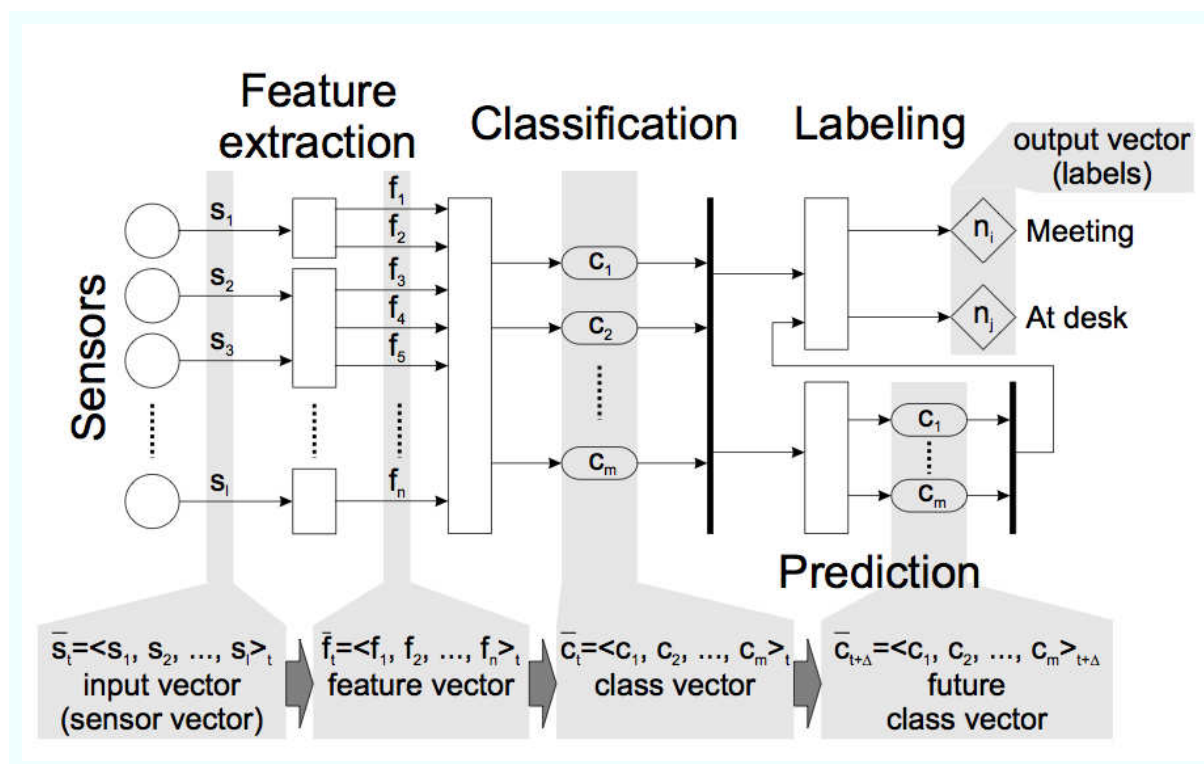 Feature
extraction
Classification
Labeling
output vector
(labels)
Sensors
s₁
s₂
s₃
sₗ
f₁
f₂
f₃
f₄
f₅
fₙ
c₁
c₂
cₘ
nᵢ
Meeting
nⱼ
At desk
c₁
cₘ
Prediction
s̅ₜ=<s₁, s₂, ..., sₗ>ₜ
input vector
(sensor vector)
f̅ₜ=<f₁, f₂, ..., fₙ>ₜ
feature vector
c̅ₜ=<c₁, c₂, ..., cₘ>ₜ
class vector
c̅ₜ₊Δ=<c₁, c₂, ..., cₘ>ₜ₊Δ
future
class vector